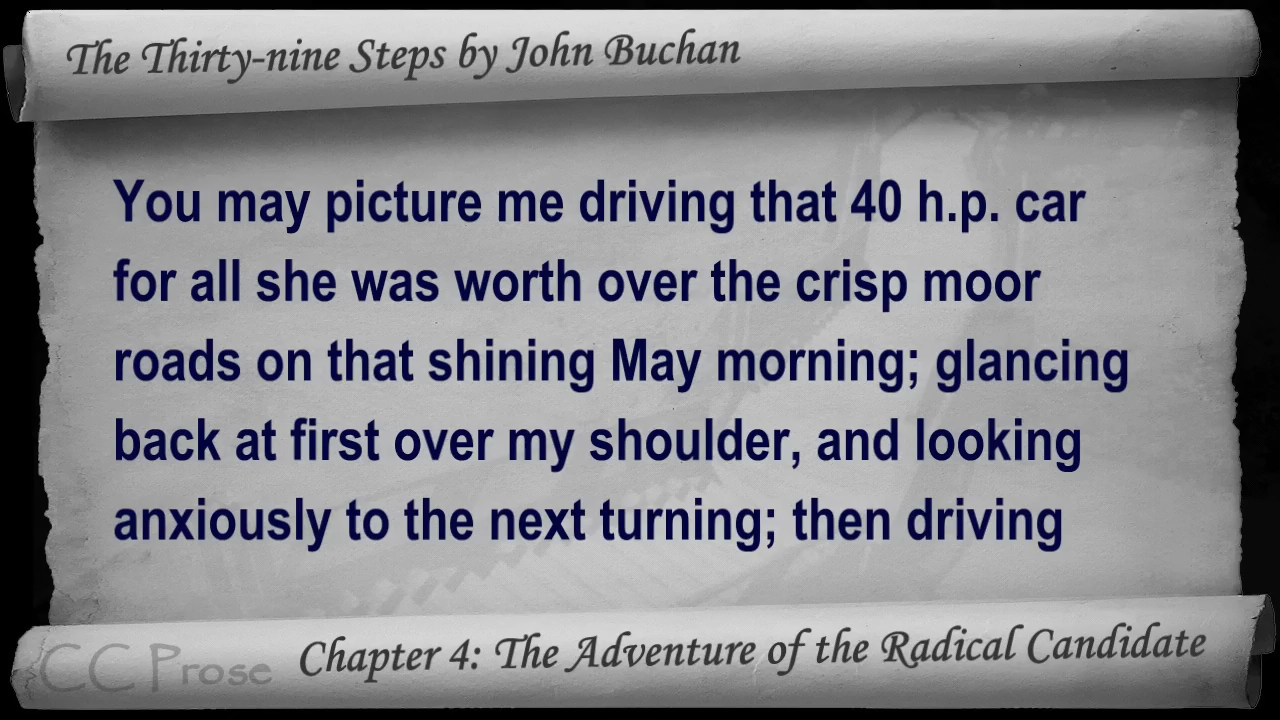 The Thirty-nine Steps by John Buchan
You may picture me driving that 40 h.p. car
for all she was worth over the crisp moor
roads on that shining May morning; glancing
back at first over my shoulder, and looking
anxiously to the next turning; then driving
CC Prose
Chapter 4: The Adventure of the Radical Candidate